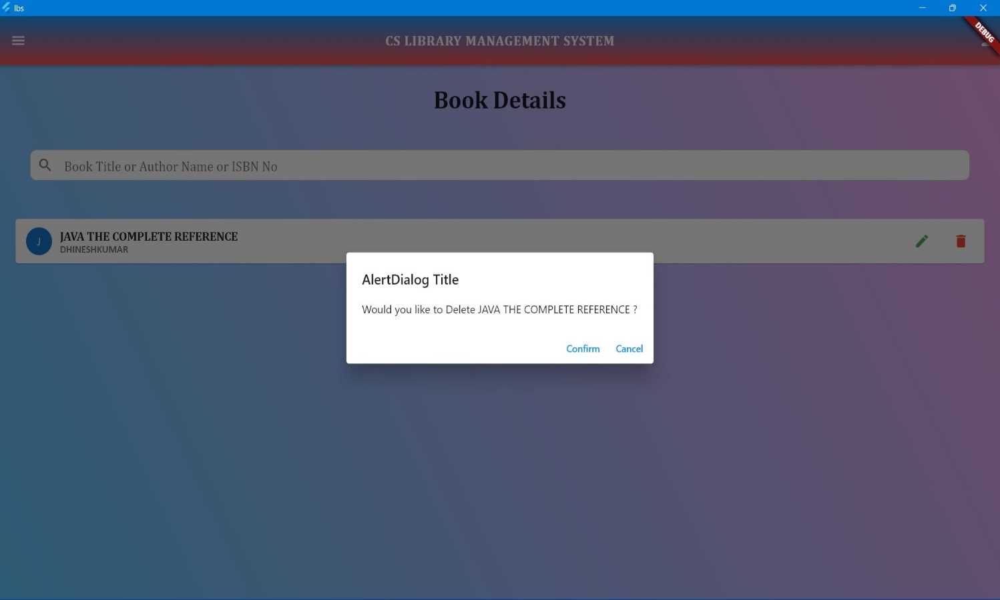 lbs
CS LIBRARY MANAGEMENT SYSTEM
DEBUG
Book Details
Book Title or Author Name or ISBN No
J
JAVA THE COMPLETE REFERENCE
DHINESHKUMAR
AlertDialog Title
Would you like to Delete JAVA THE COMPLETE REFERENCE ?
Confirm Cancel